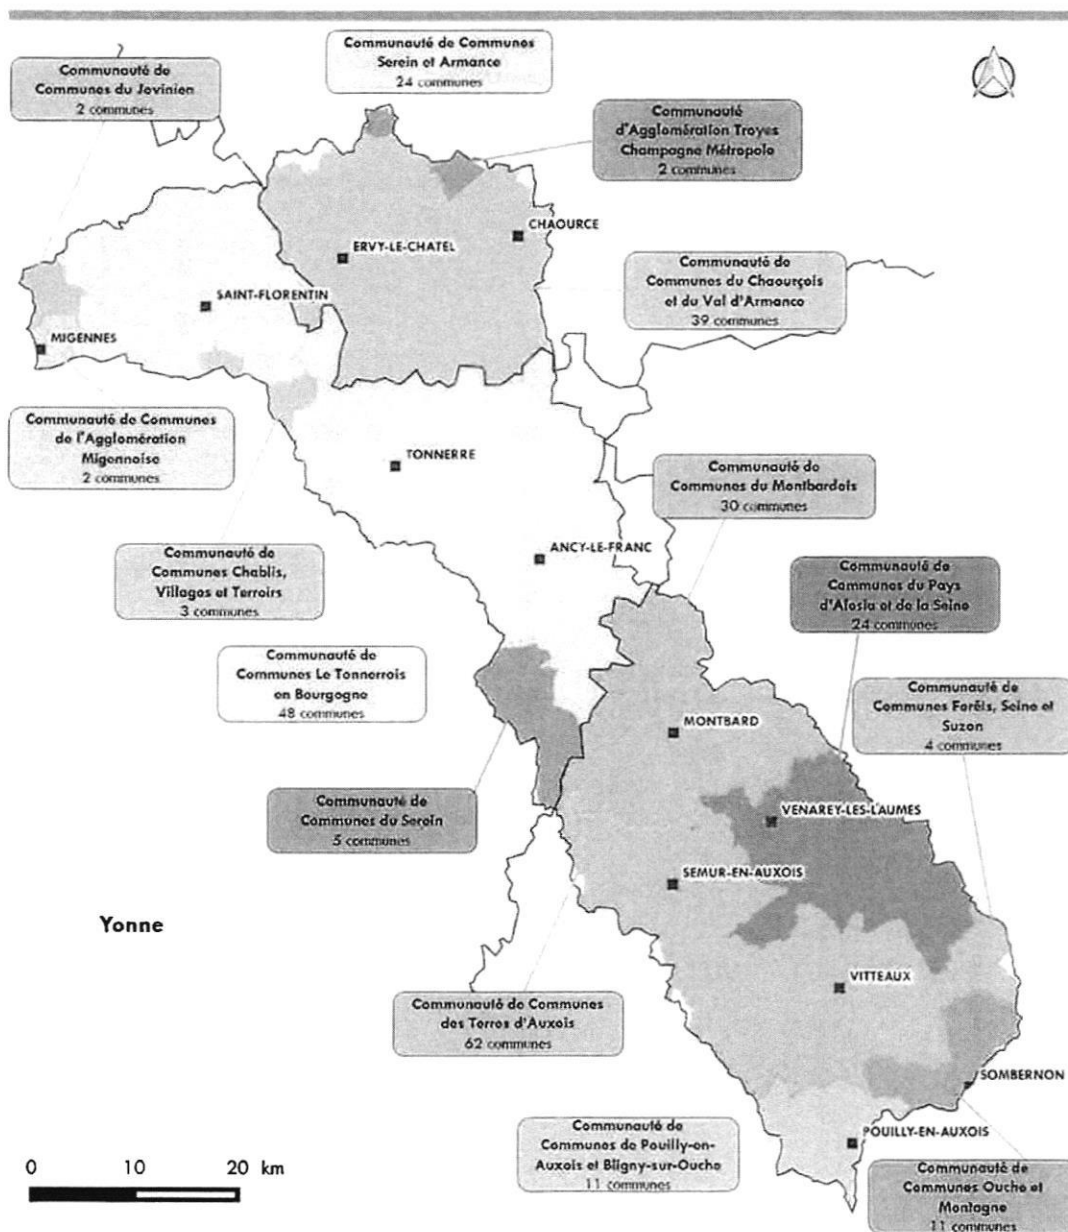 Communauté de Communes
Serein et Armance
24 communes
Communauté de
Communes du Jovinien
2 communes
Communauté
d'Agglomération Troyes
Champagne Métropole
2 communes
CHAOURCE
ERVY-LE-CHATEL
Communauté de
Communes du Chaourçois
et du Val d'Armance
39 communes
SAINT-FLORENTIN
MIGENNES
Communauté de Communes
de l'Agglomération
Migennoise
2 communes
TONNERRE
Communauté de
Communes du Montbardois
30 communes
ANCY-LE-FRANC
Communauté de
Communes Chablis,
Villages et Terroirs
3 communes
Communauté de
Communes du Pays
d'Alésia et de la Seine
24 communes
Communauté de
Communes Le Tonnerrois
en Bourgogne
48 communes
Communauté de
Communes Forêts, Seine et
Suzon
4 communes
MONTBARD
Communauté de
Communes du Serein
5 communes
VENAREY-LES-LAUMES
SEMUR-EN-AUXOIS
Yonne
VITTEAUX
Communauté de Communes
des Terres d'Auxois
62 communes
SOMBERNON
Communauté de
Communes de Pouilly-en-
Auxois et Bligny-sur-Ouche
11 communes
POUILLY-EN-AUXOIS
Communauté de
Communes Ouche et
Montagne
11 communes
0 10 20 km